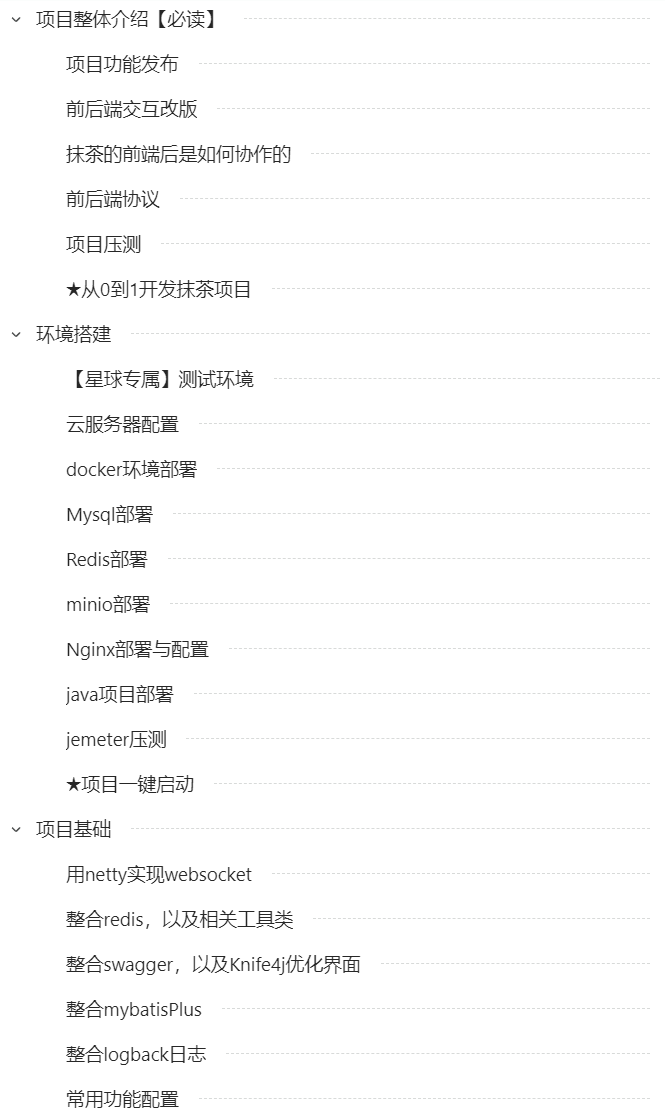 项目整体介绍【必读】
项目功能发布
前后端交互改版
抹茶的前端后是如何协作的
前后端协议
项目压测
★从0到1开发抹茶项目
环境搭建
【星球专属】测试环境
云服务器配置
docker环境部署
Mysql部署
Redis部署
minio部署
Nginx部署与配置
java项目部署
jemeter压测
★项目一键启动
项目基础
用netty实现websocket
整合redis，以及相关工具类
整合swagger，以及Knife4j优化界面
整合mybatisPlus
整合logback日志
常用功能配置